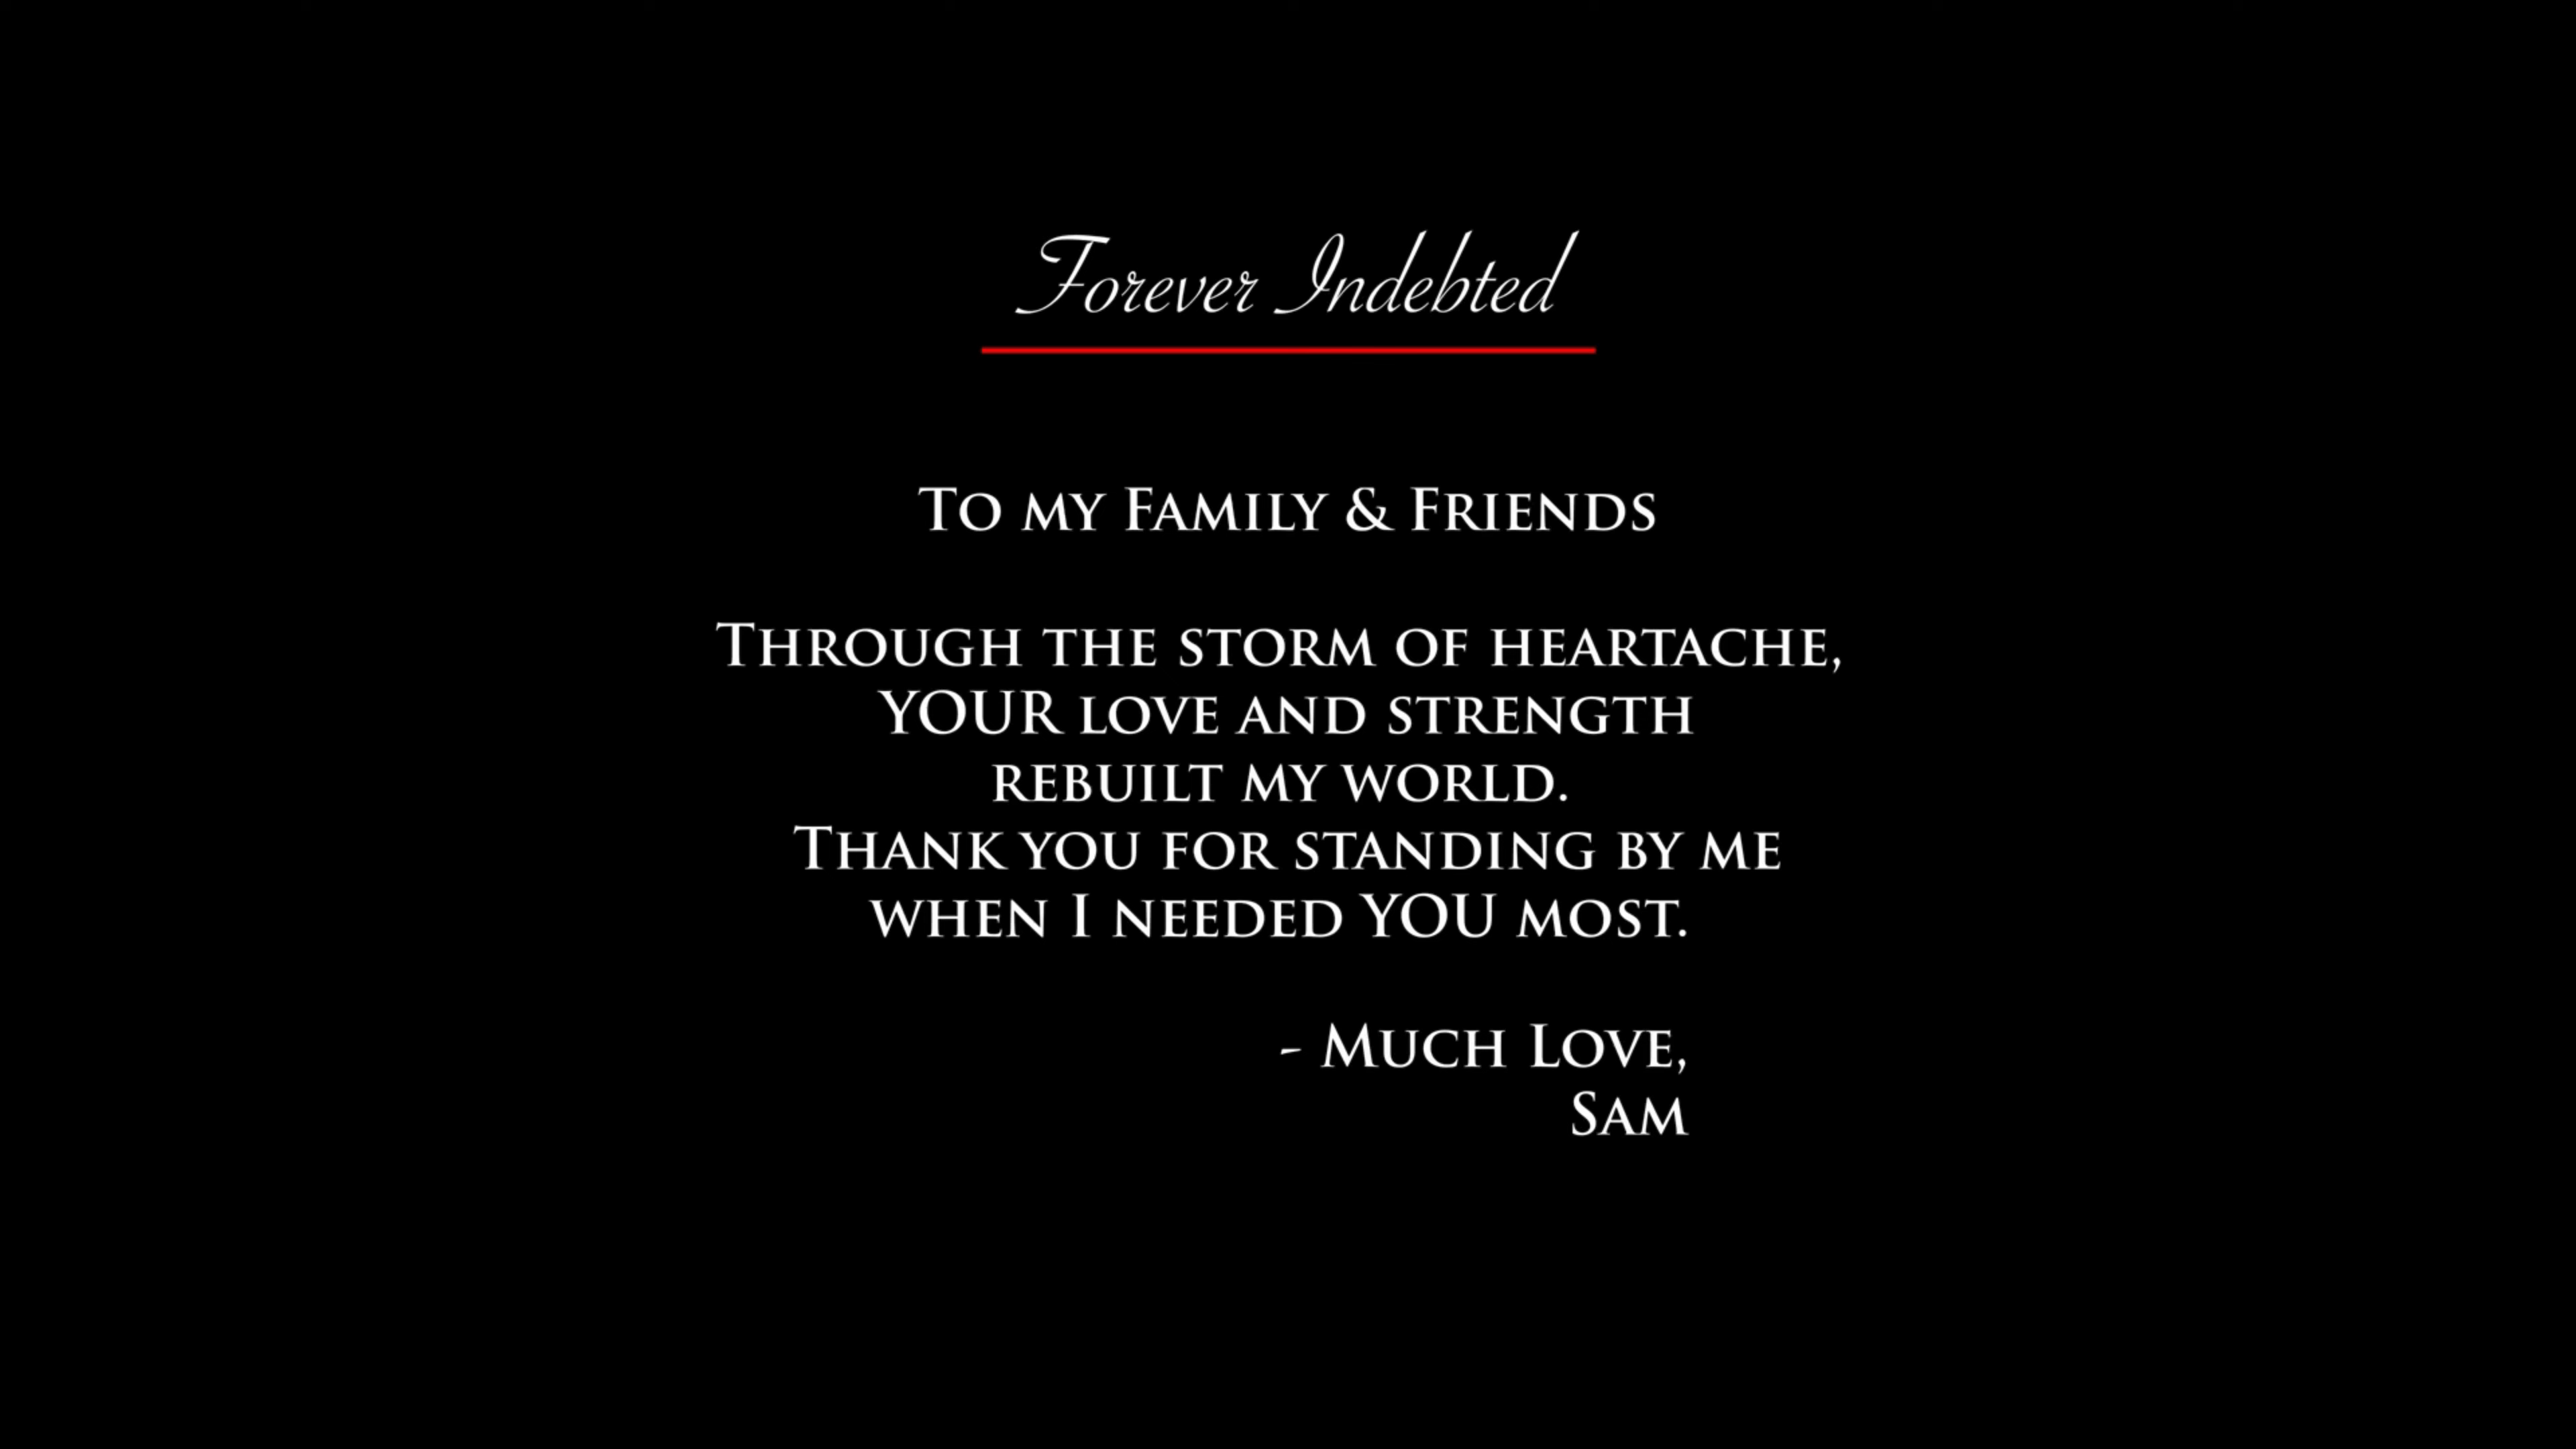 Forever Indebted
To my Family & Friends
Through the storm of heartache,
YOUR love and strength
rebuilt my world.
Thank you for standing by me
when I needed YOU most.
- Much Love,
Sam